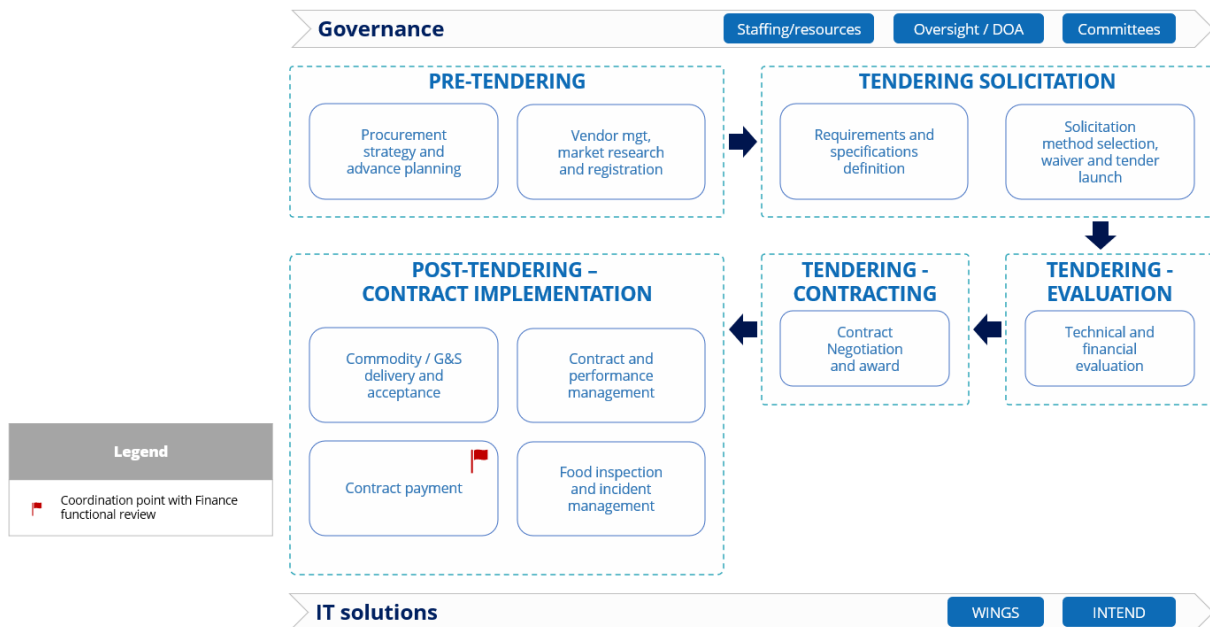 Governance
Staffing/resources
Oversight / DOA
Committees
PRE-TENDERING
Procurement
strategy and
advance planning
Vendor mgt,
market research
and registration
TENDERING SOLICITATION
Requirements and
specifications
definition
Solicitation
method selection,
waiver and tender
launch
POST-TENDERING –
CONTRACT IMPLEMENTATION
Commodity / G&S
delivery and
acceptance
Contract and
performance
management
Contract payment
Food inspection
and incident
management
TENDERING -
CONTRACTING
Contract
Negotiation
and award
TENDERING -
EVALUATION
Technical and
financial
evaluation
Legend
Coordination point with Finance
functional review
IT solutions
WINGS
INTEND